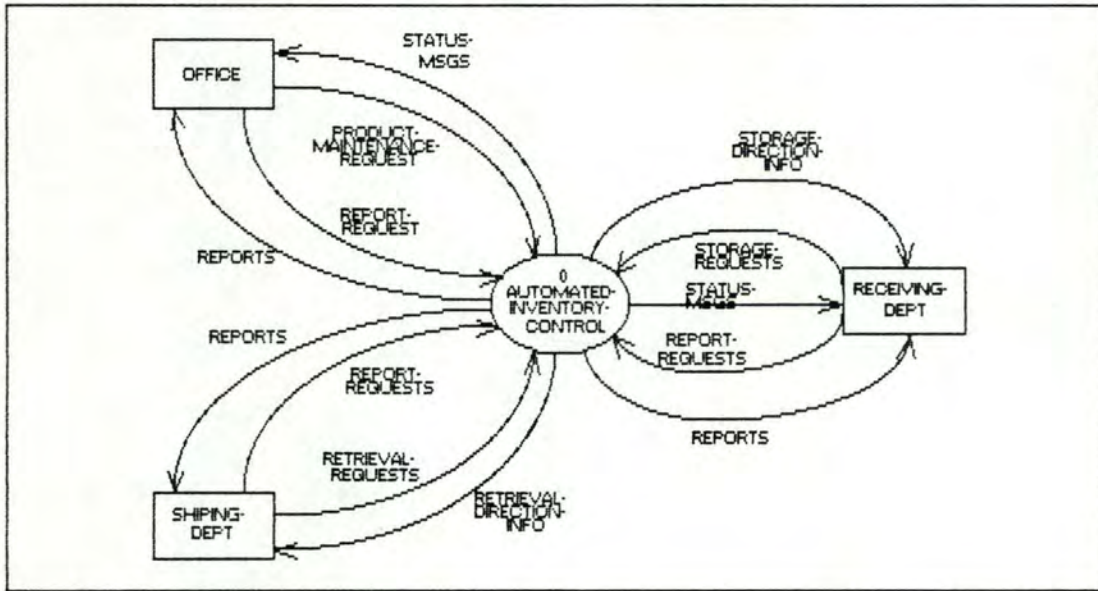 STATUS-
MSGS
OFFICE
PRODUCT-
MAINTENANCE-
REQUEST
REPORT-
REQUEST
REPORTS
STORAGE-
DIRECTION-
INFO
STORAGE-
REQUESTS
0
AUTOMATED-
INVENTORY-
CONTROL
STATUS-
MSGS
RECEIVING-
DEPT
REPORT-
REQUESTS
REPORTS
REPORTS
REPORT-
REQUESTS
RETRIEVAL-
REQUESTS
SHIPING-
DEPT
RETRIEVAL-
DIRECTION-
INFO